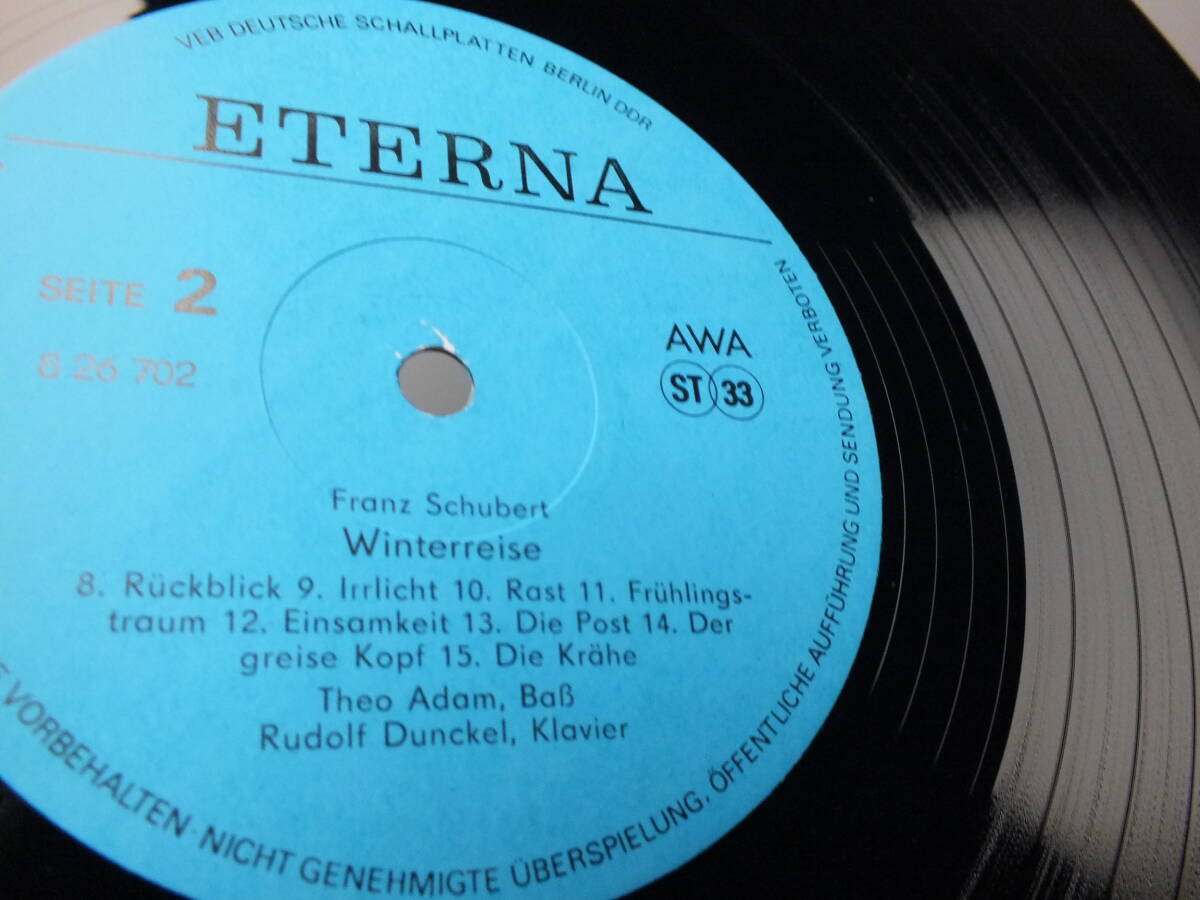 VEB DEUTSCHE SCHALLPLATTEN BERLIN DDR
ETERNA
SEITE 2
8 26 702
AWA
ST 33
Franz Schubert
Winterreise
8. Rückblick 9. Irrlicht 10. Rast 11. Frühlings-
traum 12. Einsamkeit 13. Die Post 14. Der
greise Kopf 15. Die Krähe
Theo Adam, Baß
Rudolf Dunckel, Klavier
VORBEHALTEN · NICHT GENEHMIGTE ÜBERSPIELUNG, ÖFFENTLICHE AUFFÜHRUNG UND SENDUNG VERBOTEN